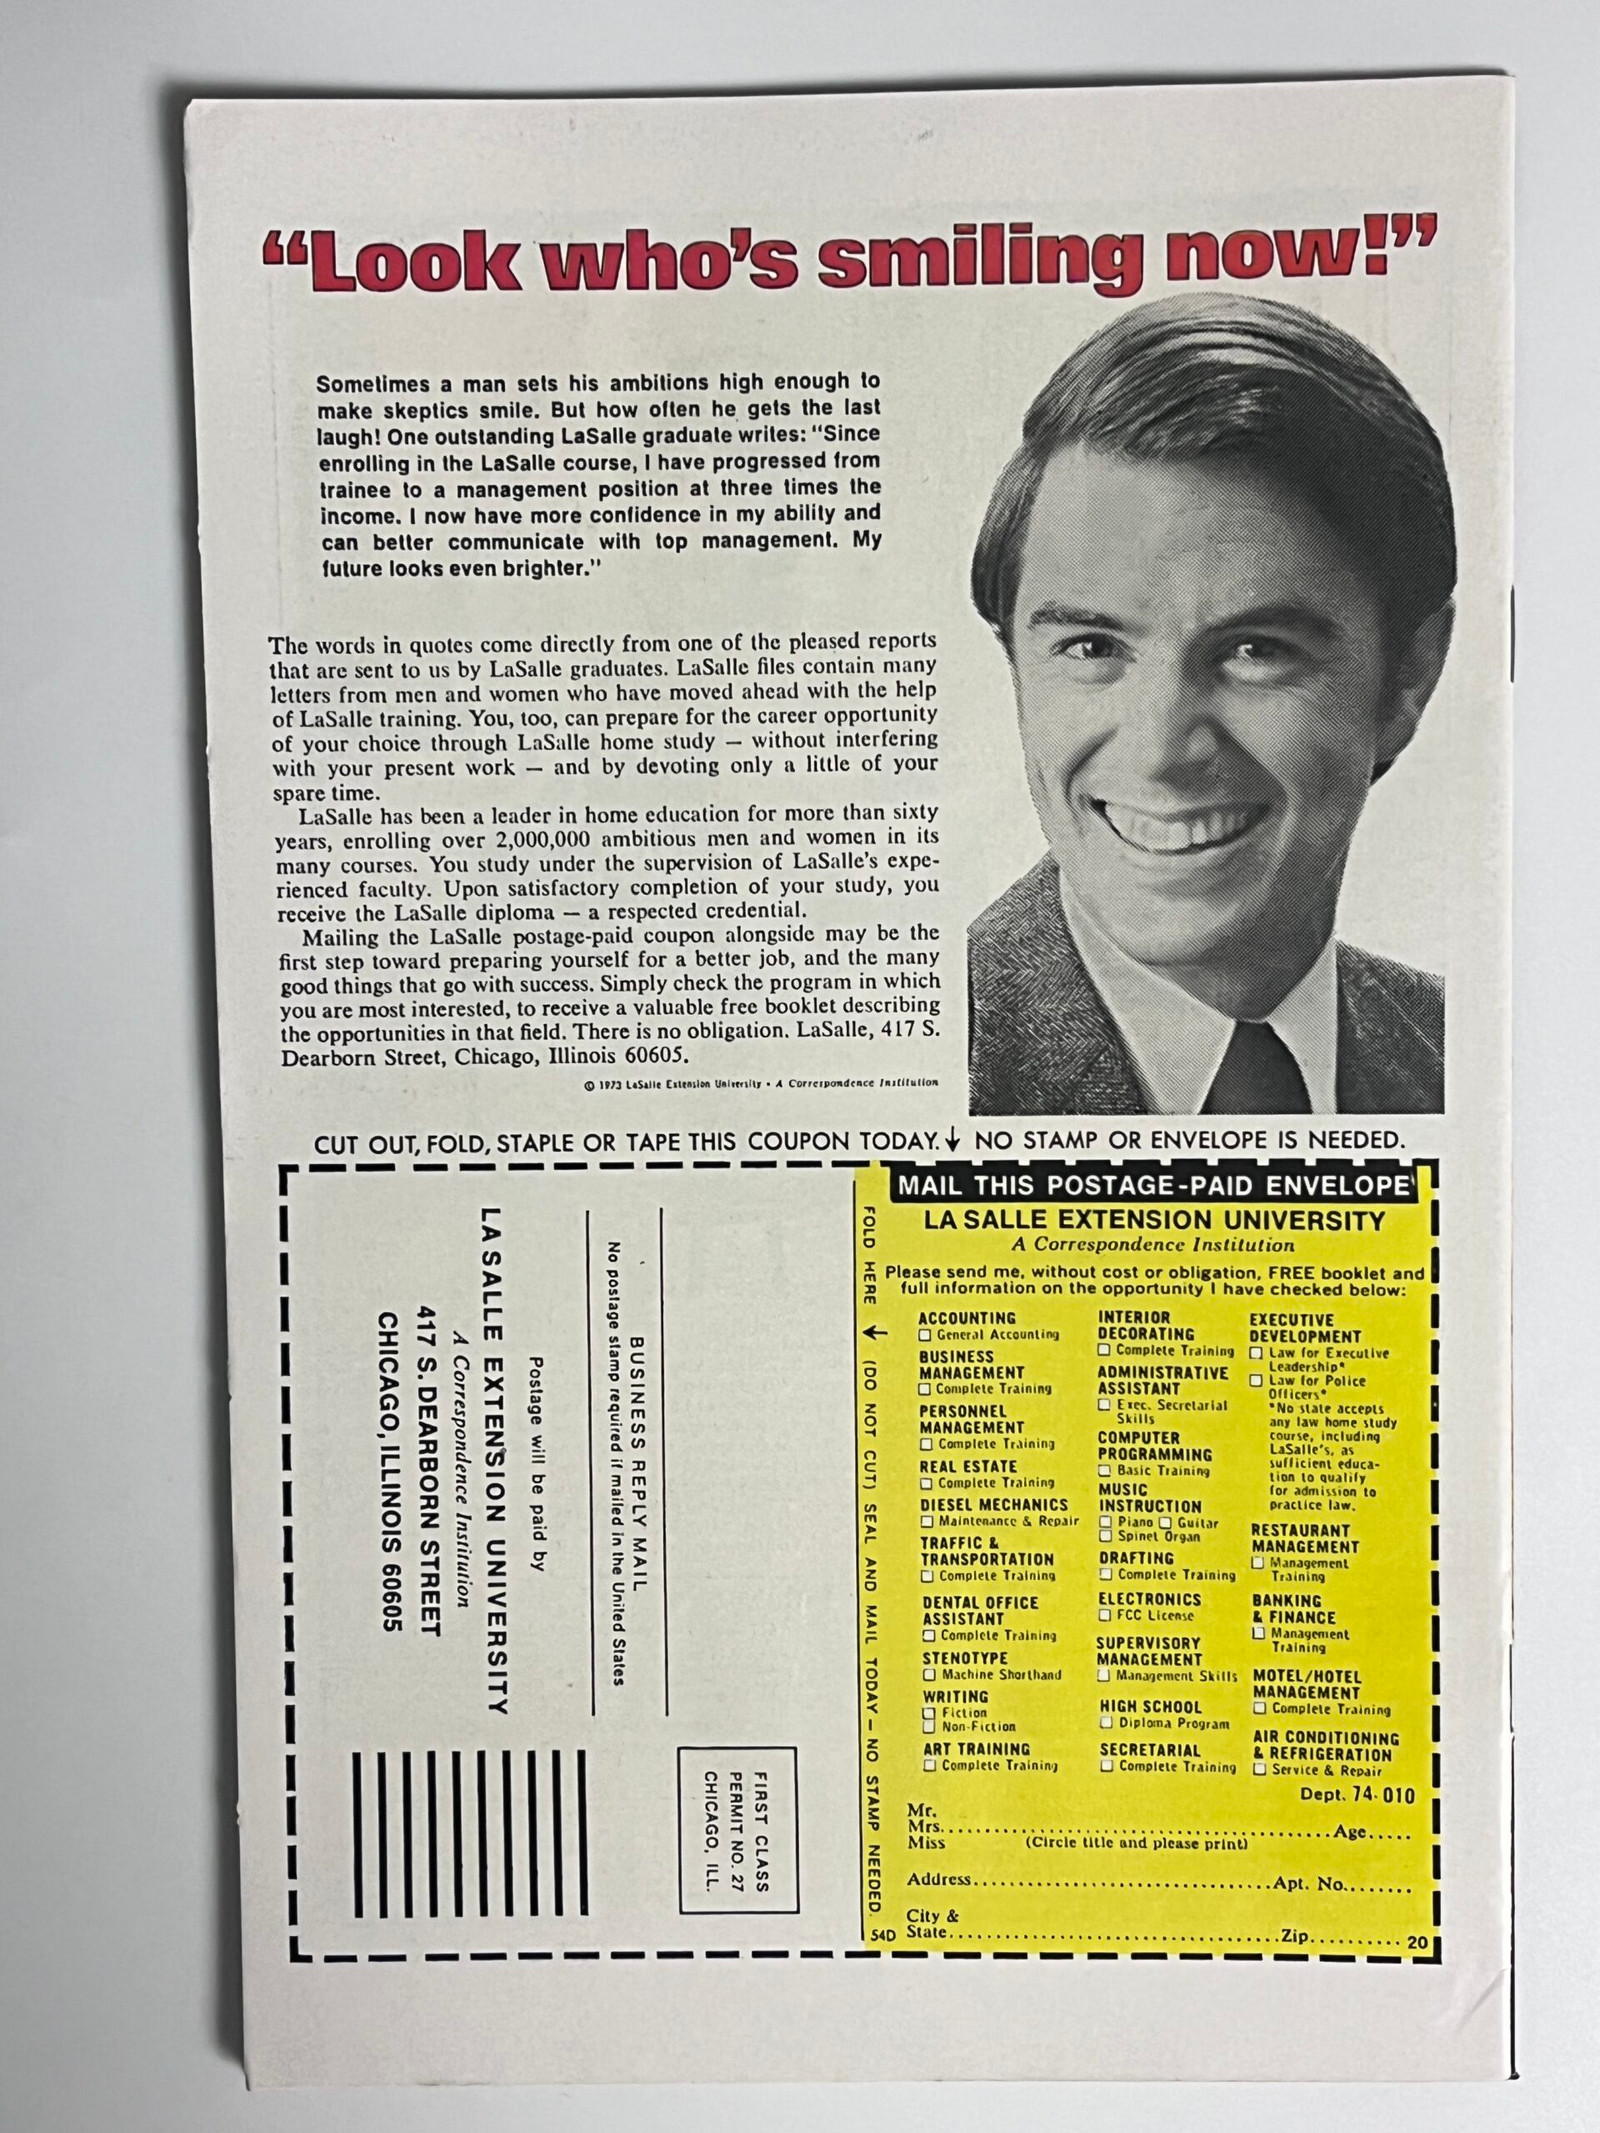 “Look who’s smiling now!”
Sometimes a man sets his ambitions high enough to
make skeptics smile. But how often he gets the last
laugh! One outstanding LaSalle graduate writes: “Since
enrolling in the LaSalle course, I have progressed from
trainee to a management position at three times the
income. I now have more confidence in my ability and
can better communicate with top management. My
future looks even brighter.”
The words in quotes come directly from one of the pleased reports
that are sent to us by LaSalle graduates. LaSalle files contain many
letters from men and women who have moved ahead with the help
of LaSalle training. You, too, can prepare for the career opportunity
of your choice through LaSalle home study — without interfering
with your present work — and by devoting only a little of your
spare time.
LaSalle has been a leader in home education for more than sixty
years, enrolling over 2,000,000 ambitious men and women in its
many courses. You study under the supervision of LaSalle’s expe-
rienced faculty. Upon satisfactory completion of your study, you
receive the LaSalle diploma — a respected credential.
Mailing the LaSalle postage-paid coupon alongside may be the
first step toward preparing yourself for a better job, and the many
good things that go with success. Simply check the program in which
you are most interested, to receive a valuable free booklet describing
the opportunities in that field. There is no obligation. LaSalle, 417 S.
Dearborn Street, Chicago, Illinois 60605.
© 1973 LaSalle Extension University • A Correspondence Institution
CUT OUT, FOLD, STAPLE OR TAPE THIS COUPON TODAY.↓ NO STAMP OR ENVELOPE IS NEEDED.
FIRST CLASS
PERMIT NO. 27
CHICAGO, ILL.
BUSINESS REPLY MAIL
No postage stamp required if mailed in the United States
Postage will be paid by
LA SALLE EXTENSION UNIVERSITY
A Correspondence Institution
417 S. DEARBORN STREET
CHICAGO, ILLINOIS 60605
FOLD HERE ↓ (DO NOT CUT) SEAL AND MAIL TODAY — NO STAMP NEEDED.
54D
MAIL THIS POSTAGE-PAID ENVELOPE
LA SALLE EXTENSION UNIVERSITY
A Correspondence Institution
Please send me, without cost or obligation, FREE booklet and
full information on the opportunity I have checked below:
ACCOUNTING
☐ General Accounting
BUSINESS
MANAGEMENT
☐ Complete Training
PERSONNEL
MANAGEMENT
☐ Complete Training
REAL ESTATE
☐ Complete Training
DIESEL MECHANICS
☐ Maintenance & Repair
TRAFFIC &
TRANSPORTATION
☐ Complete Training
DENTAL OFFICE
ASSISTANT
☐ Complete Training
STENOTYPE
☐ Machine Shorthand
WRITING
☐ Fiction
☐ Non-Fiction
ART TRAINING
☐ Complete Training
INTERIOR
DECORATING
☐ Complete Training
ADMINISTRATIVE
ASSISTANT
☐ Exec. Secretarial
Skills
COMPUTER
PROGRAMMING
☐ Basic Training
MUSIC
INSTRUCTION
☐ Piano ☐ Guitar
☐ Spinet Organ
DRAFTING
☐ Complete Training
ELECTRONICS
☐ FCC License
SUPERVISORY
MANAGEMENT
☐ Management Skills
HIGH SCHOOL
☐ Diploma Program
SECRETARIAL
☐ Complete Training
EXECUTIVE
DEVELOPMENT
☐ Law for Executive
Leadership*
☐ Law for Police
Officers*
*No state accepts
any law home study
course, including
LaSalle’s, as
sufficient educa-
tion to qualify
for admission to
practice law.
RESTAURANT
MANAGEMENT
☐ Management
Training
BANKING
& FINANCE
☐ Management
Training
MOTEL/HOTEL
MANAGEMENT
☐ Complete Training
AIR CONDITIONING
& REFRIGERATION
☐ Service & Repair
Dept. 74-010
Mr.
Mrs. ........................................ Age.....
Miss (Circle title and please print)
Address............................... Apt. No........
City &
State.................................. Zip..........
20